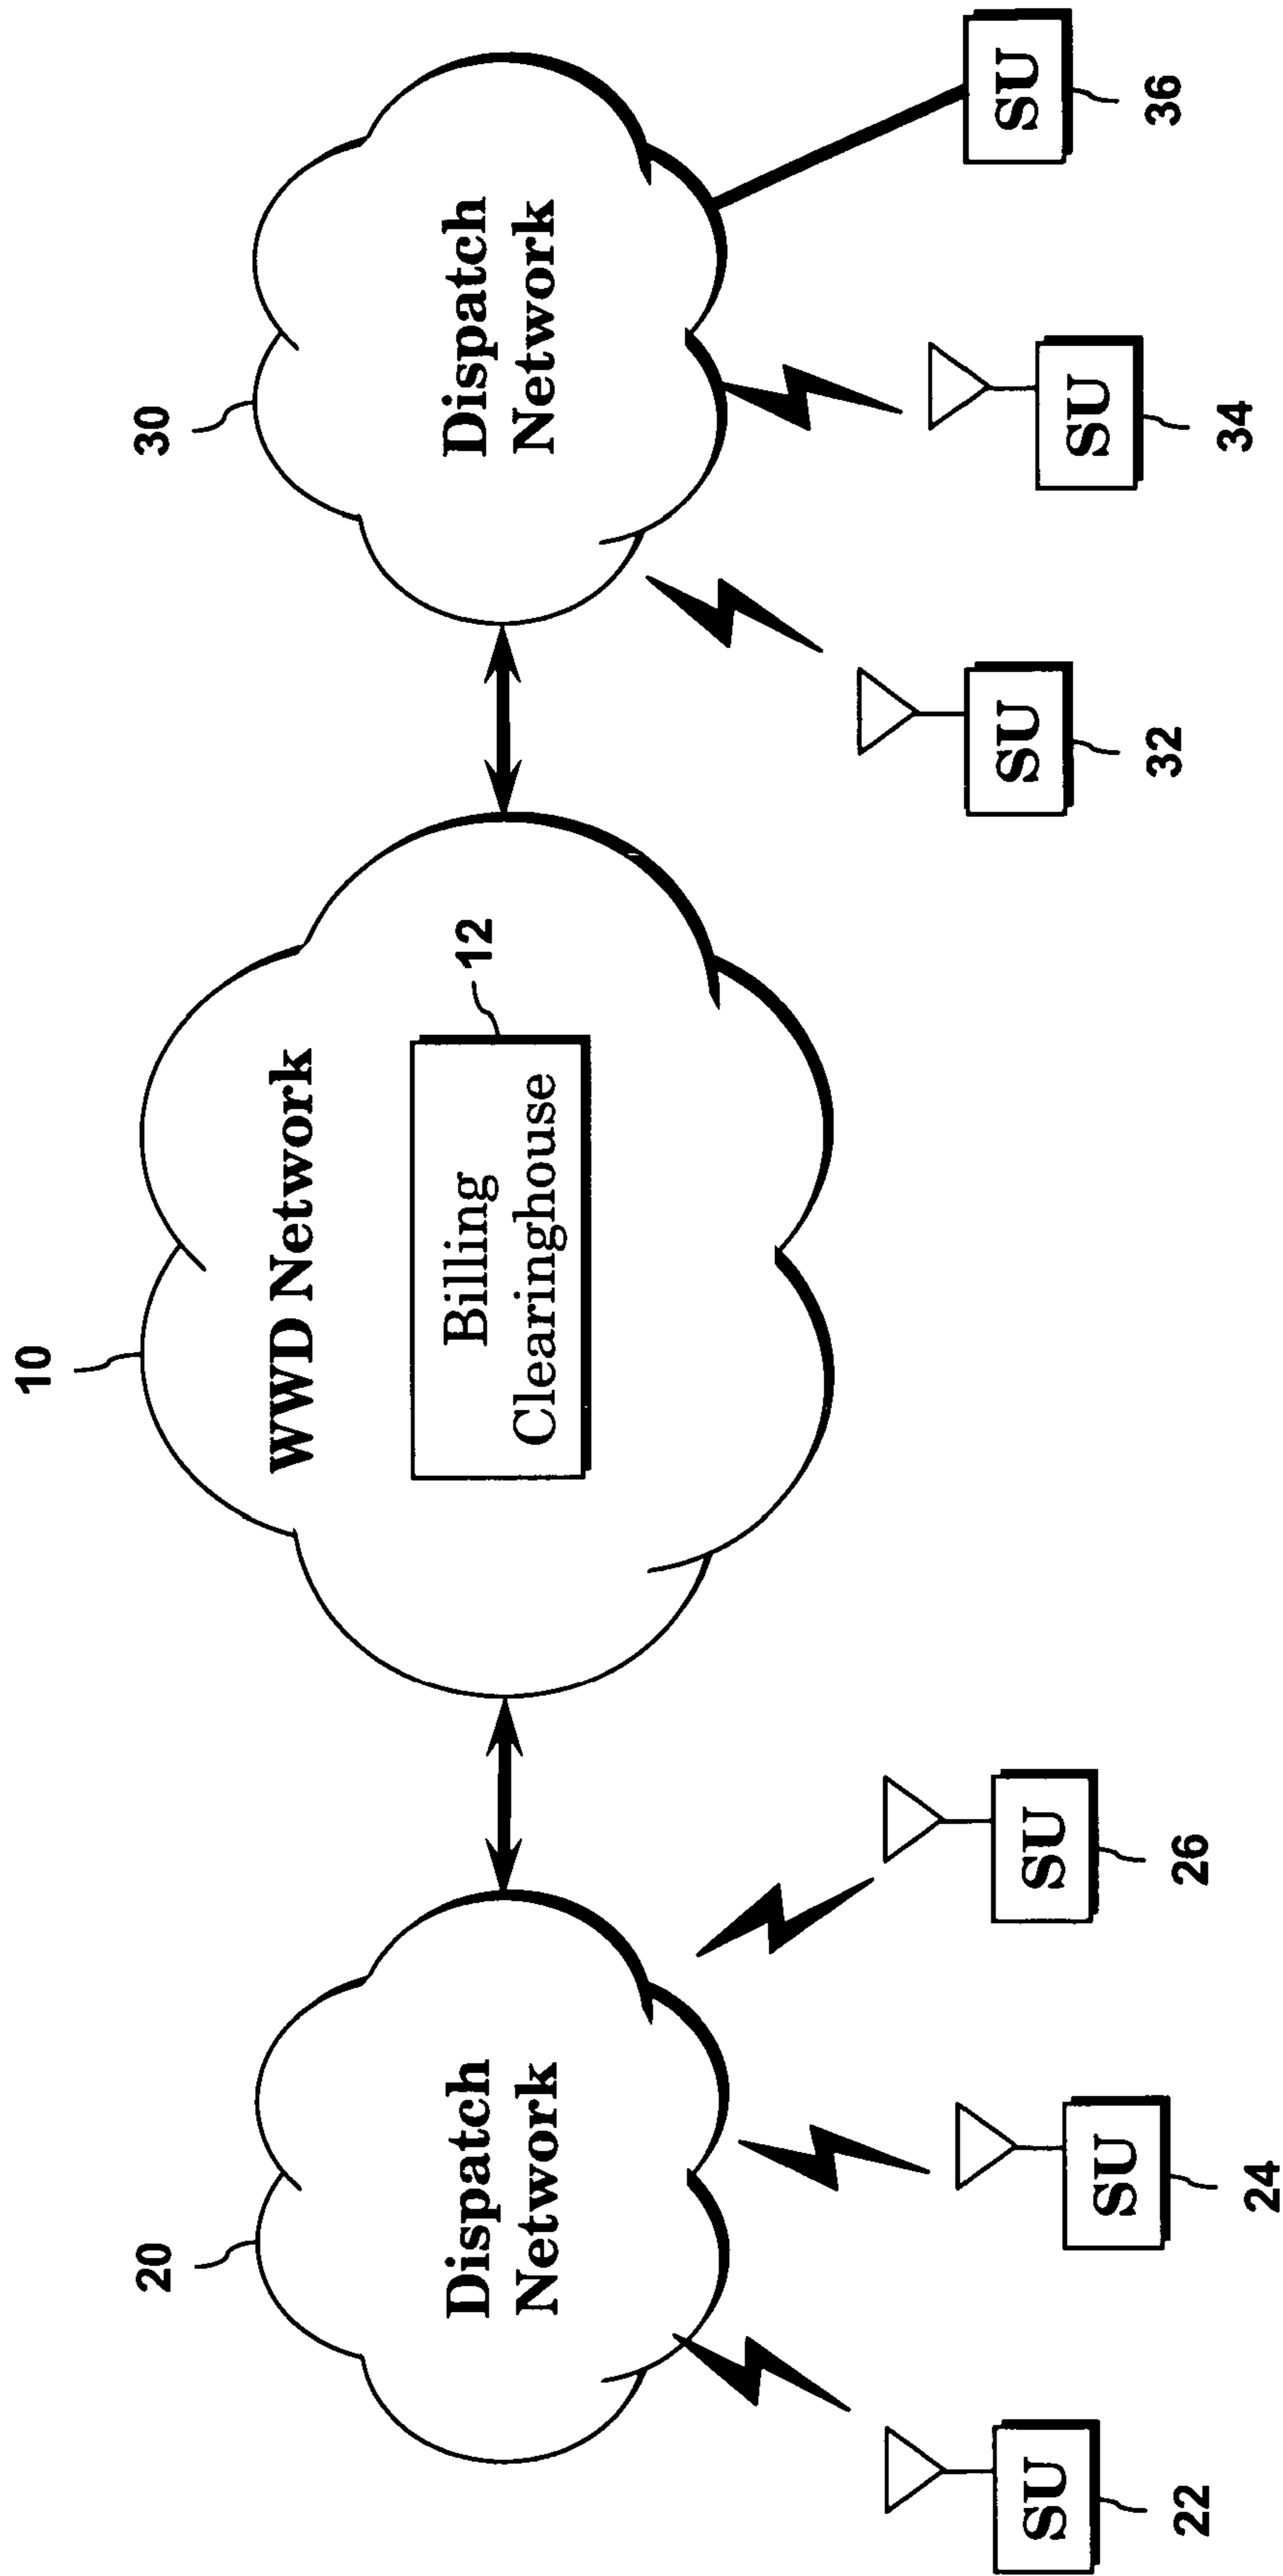 10
WWD Network
20
30
12
Billing
Clearinghouse
Dispatch
Network
Dispatch
Network
SU
22
SU
24
SU
26
SU
32
SU
34
SU
36